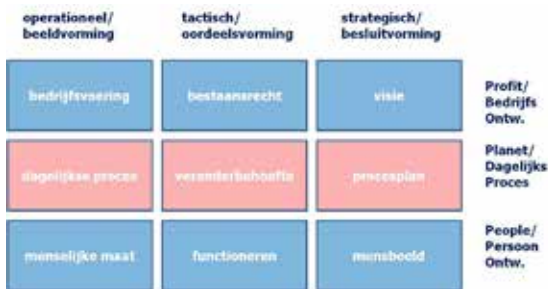 operationeel/ tactisch/ strategisch/
beeldvorming oordeelsvorming besluitvorming
bedrijfsvoering bestaansrecht visie
Profit/
Bedrijfs
Ontw.
dagelijkse proces veranderbehoefte procesplan
Planet/
Dagelijks
Proces
menselijke maat functioneren mensbeeld
People/
Persoon
Ontw.